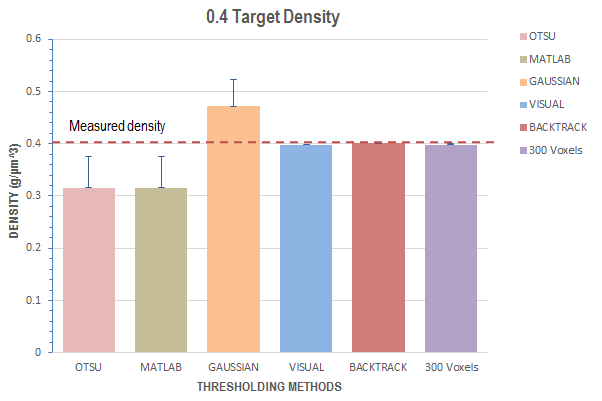 0.4 Target Density
0.6
0.5
0.4
0.3
0.2
0.1
0
DENSITY (g/µm^3)
Measured density
OTSU
MATLAB
GAUSSIAN
VISUAL
BACKTRACK
300 Voxels
THRESHOLDING METHODS
OTSU
MATLAB
GAUSSIAN
VISUAL
BACKTRACK
300 Voxels